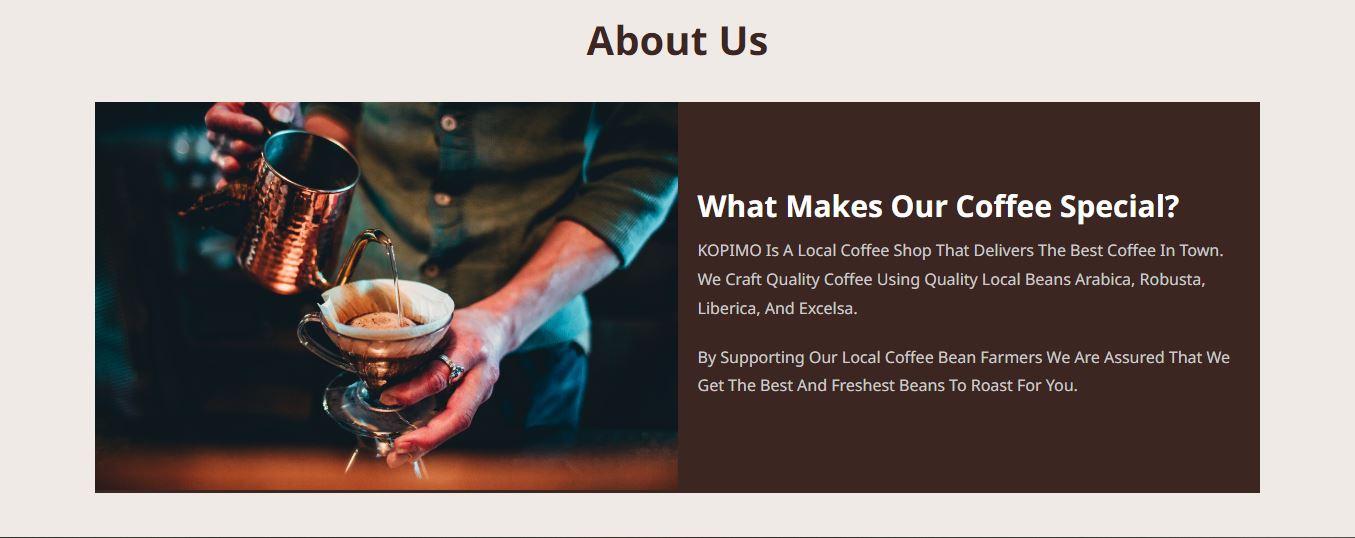 About Us
What Makes Our Coffee Special?
KOPIMO Is A Local Coffee Shop That Delivers The Best Coffee In Town.
We Craft Quality Coffee Using Quality Local Beans Arabica, Robusta,
Liberica, And Excelsa.
By Supporting Our Local Coffee Bean Farmers We Are Assured That We
Get The Best And Freshest Beans To Roast For You.